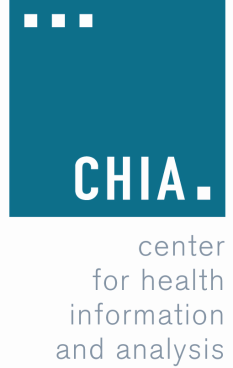 CHIA.
center
for health
information
and analysis